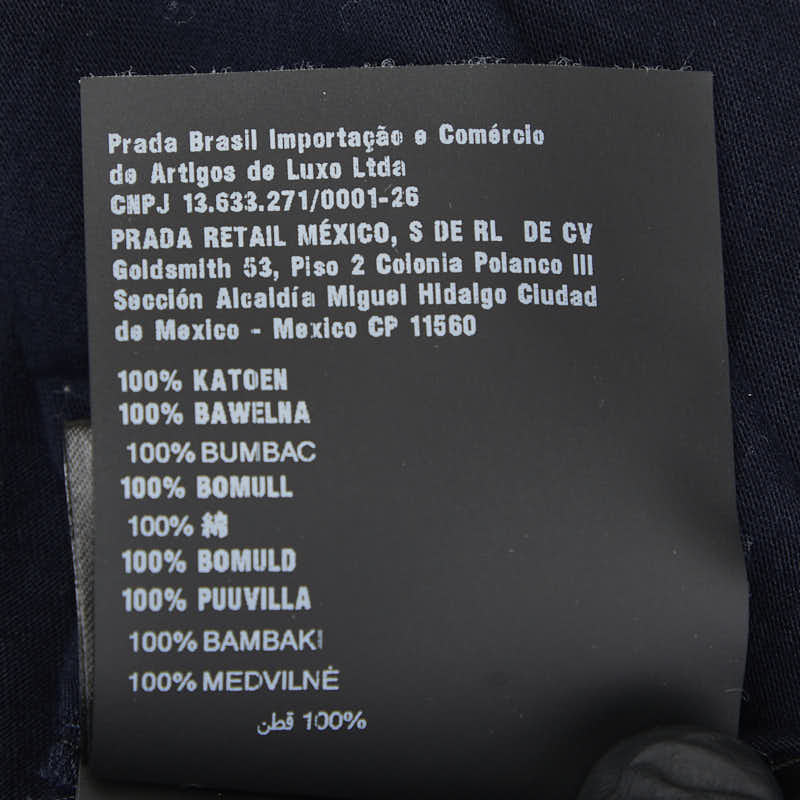 Prada Brasil Importação e Comércio
de Artigos de Luxo Ltda
CNPJ 13.633.271/0001-26
PRADA RETAIL MÉXICO, S DE RL DE CV
Goldsmith 53, Piso 2 Colonia Polanco III
Sección Alcaldía Miguel Hidalgo Ciudad
de Mexico - Mexico CP 11560
100% KATOEN
100% BAWELNA
100% BUMBAC
100% BOMULL
100% 綿
100% BOMULD
100% PUUVILLA
100% BAMBAKI
100% MEDVILNĖ
100% قطن